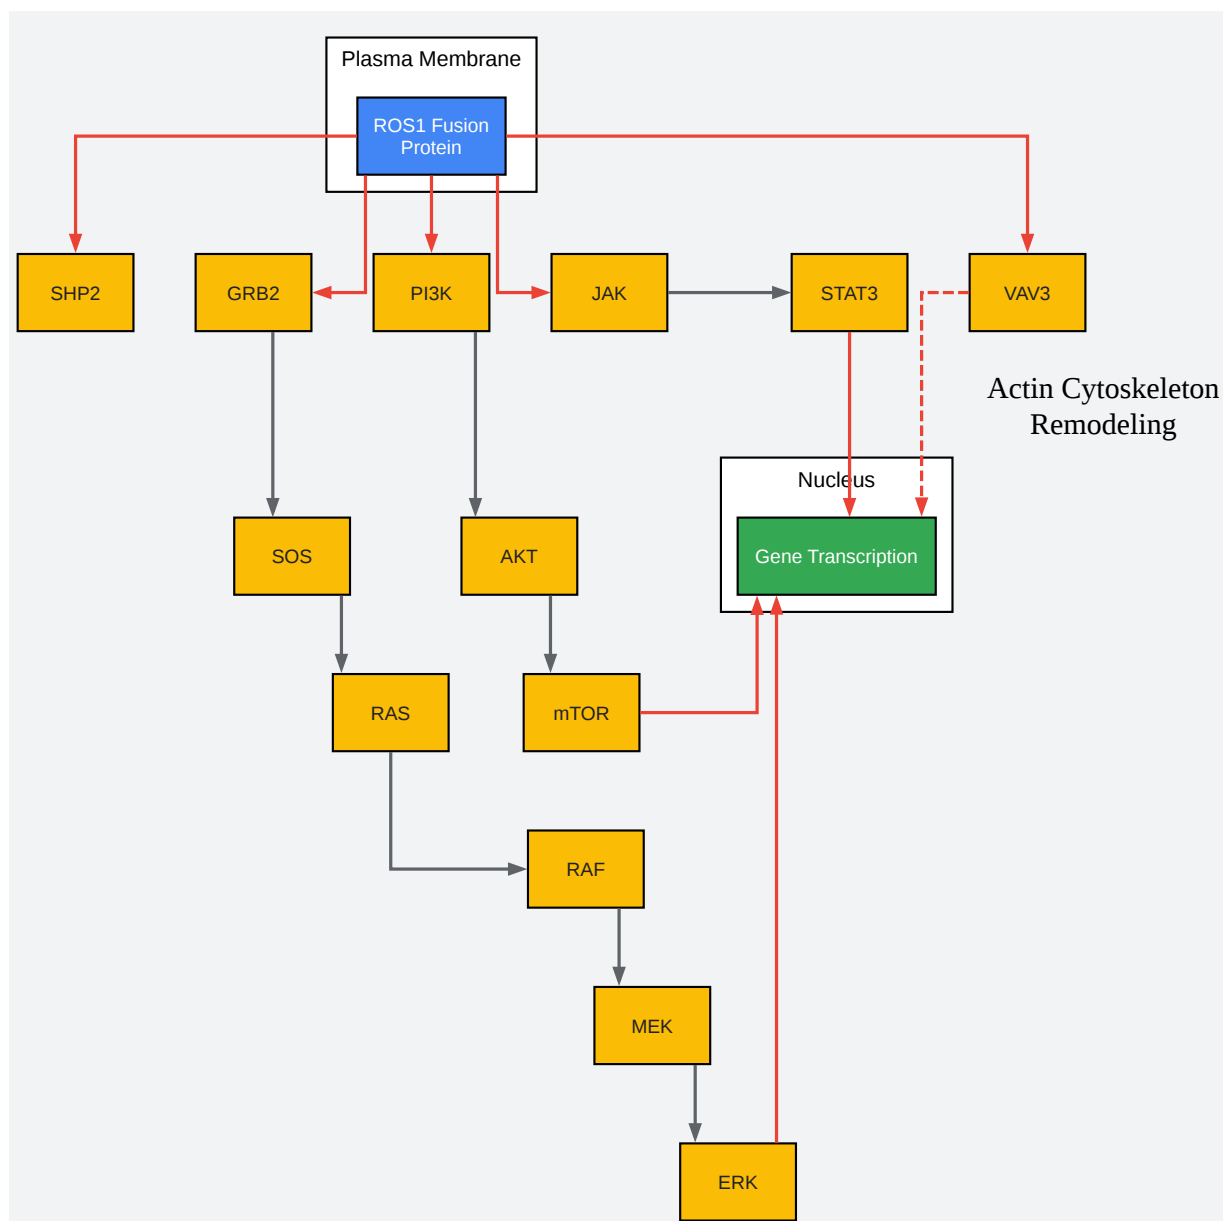 Plasma Membrane
ROS1 Fusion
Protein
SHP2
GRB2
PI3K
JAK
STAT3
VAV3
Actin Cytoskeleton
Remodeling
Nucleus
SOS
AKT
Gene Transcription
RAS
mTOR
RAF
MEK
ERK